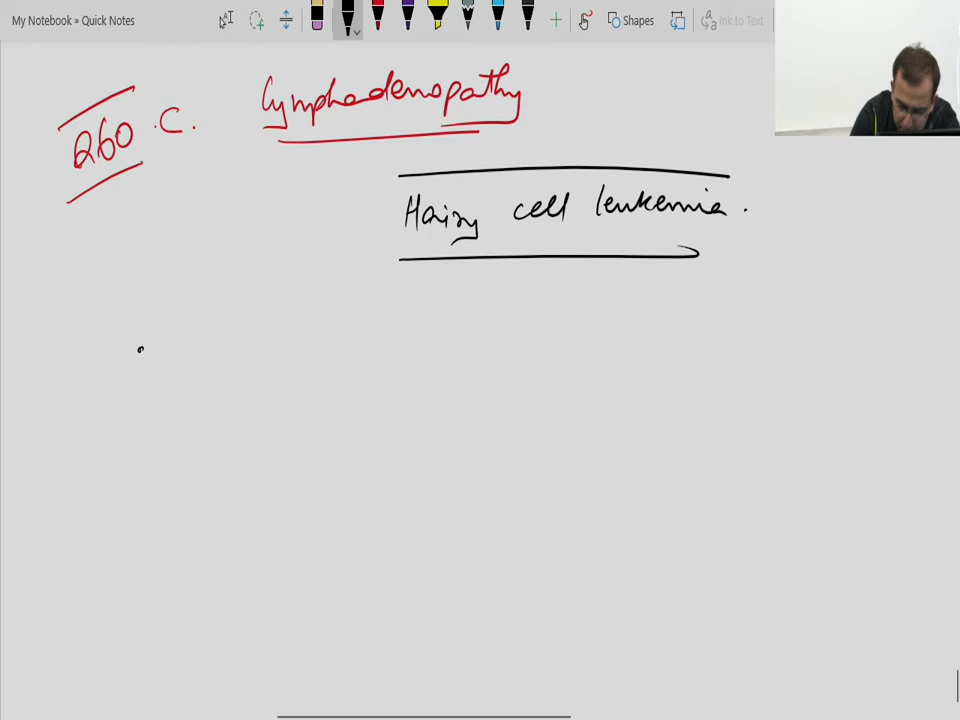 My Notebook » Quick Notes
Shapes
Ink to Text
260 .C. Lymphadenopathy
Hairy cell leukemia.